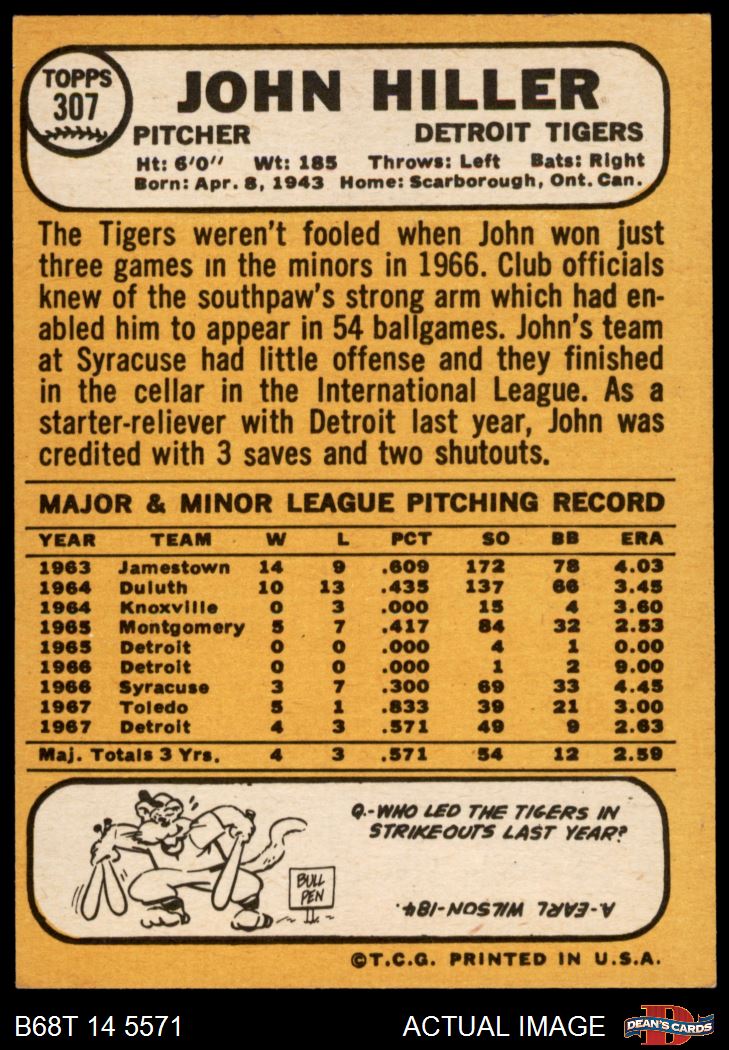 TOPPS
307
JOHN HILLER
PITCHER DETROIT TIGERS
Ht: 6'0" Wt: 185 Throws: Left Bats: Right
Born: Apr. 8, 1943 Home: Scarborough, Ont. Can.
The Tigers weren't fooled when John won just
three games in the minors in 1966. Club officials
knew of the southpaw's strong arm which had en-
abled him to appear in 54 ballgames. John's team
at Syracuse had little offense and they finished
in the cellar in the International League. As a
starter-reliever with Detroit last year, John was
credited with 3 saves and two shutouts.
MAJOR & MINOR LEAGUE PITCHING RECORD
YEAR TEAM W L PCT SO BB ERA
1963 Jamestown 14 9 .609 172 78 4.03
1964 Duluth 10 13 .435 137 66 3.45
1964 Knoxville 0 3 .000 15 4 3.60
1965 Montgomery 5 7 .417 84 32 2.53
1965 Detroit 0 0 .000 4 1 0.00
1966 Detroit 0 0 .000 1 2 9.00
1966 Syracuse 3 7 .300 69 33 4.45
1967 Toledo 5 1 .833 39 21 3.00
1967 Detroit 4 3 .571 49 9 2.63
Maj. Totals 3 Yrs. 4 3 .571 54 12 2.59
Q.-WHO LED THE TIGERS IN
STRIKEOUTS LAST YEAR?
BULL
PEN
A-EARL WILSON-184.
©T.C.G. PRINTED IN U.S.A.
B68T 14 5571 ACTUAL IMAGE D DEAN'S CARDS